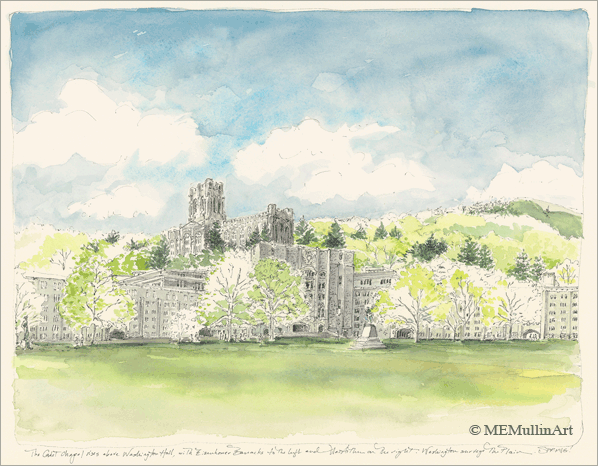 © MEMullinArt
The Cadet Chapel rises above Washington Hall, with Eisenhower Barracks to the left and MacArthur on the right. Washington surveys The Plain